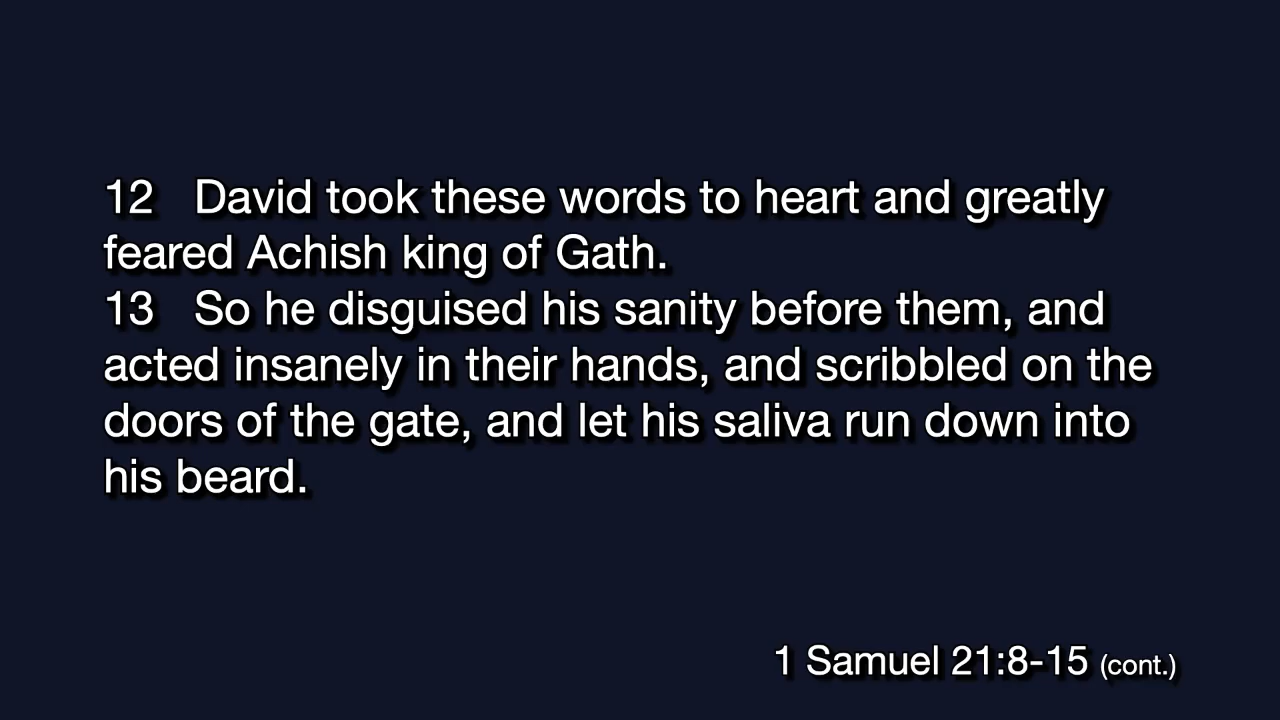 12 David took these words to heart and greatly
feared Achish king of Gath.
13 So he disguised his sanity before them, and
acted insanely in their hands, and scribbled on the
doors of the gate, and let his saliva run down into
his beard.
1 Samuel 21:8-15 (cont.)